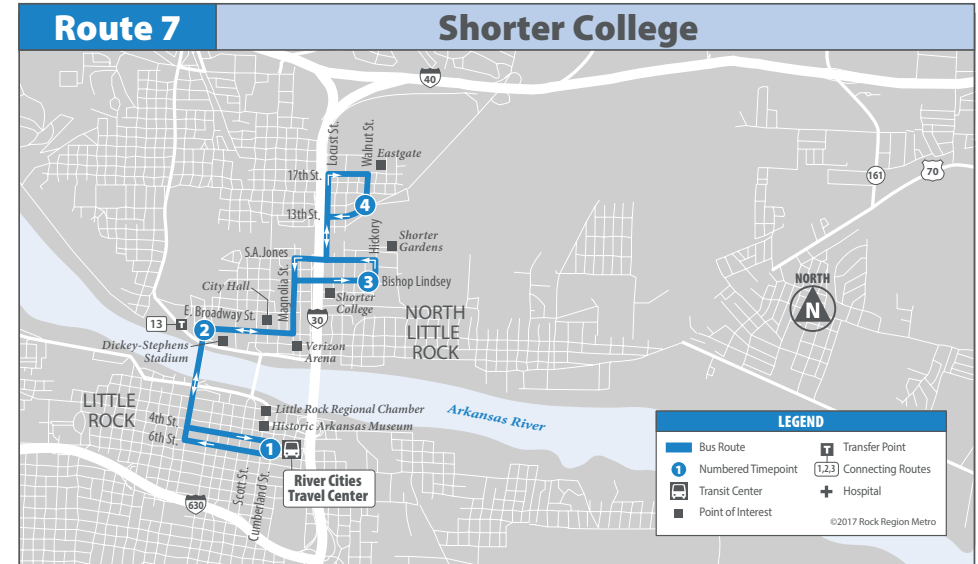 Route 7
Shorter College
40
Locust St.
Walnut St.
Eastgate
17th St.
161
70
4
13th St.
Hickory
Shorter
Gardens
S.A.Jones
3
Bishop Lindsey
Magnolia St.
City Hall
Shorter
College
NORTH
N
E. Broadway St.
30
NORTH
LITTLE
ROCK
13
T
2
Dickey-Stephens
Stadium
Verizon
Arena
LITTLE
ROCK
Little Rock Regional Chamber
Arkansas River
4th St.
Historic Arkansas Museum
6th St.
1
Scott St.
Cumberland St.
River Cities
Travel Center
630
LEGEND
Bus Route
T
Transfer Point
1
Numbered Timepoint
1,2,3
Connecting Routes
Transit Center
Hospital
Point of Interest
©2017 Rock Region Metro